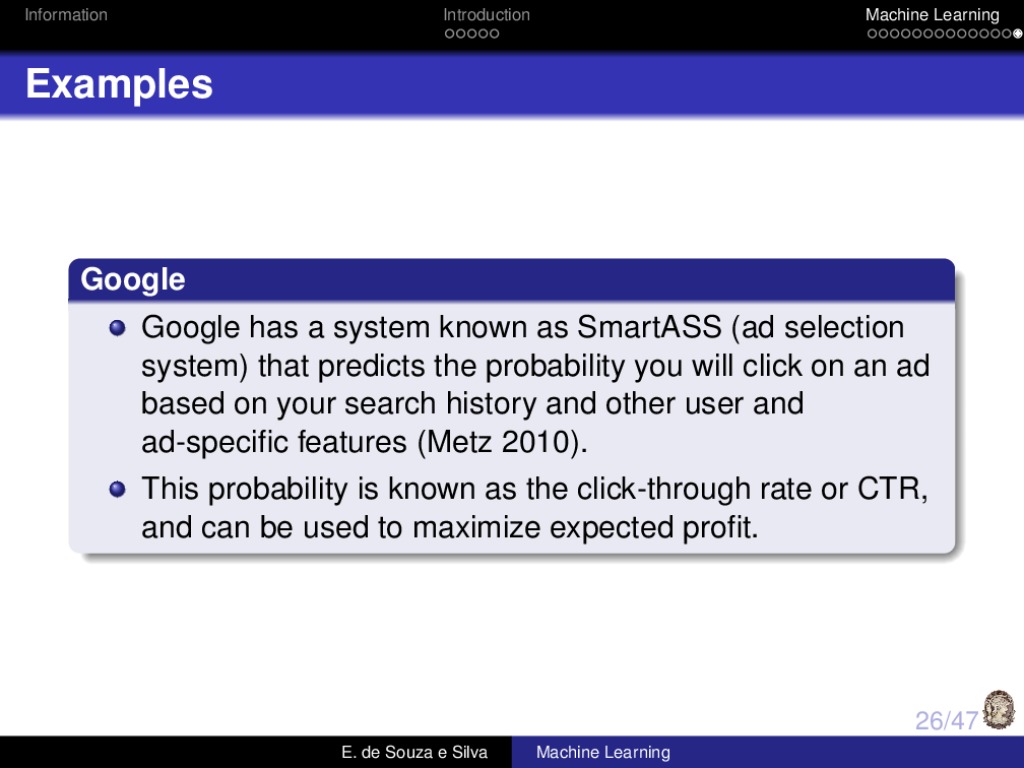 Information
Introduction
Machine Learning
Examples
Google
Google has a system known as SmartASS (ad selection
system) that predicts the probability you will click on an ad
based on your search history and other user and
ad-specific features (Metz 2010).
This probability is known as the click-through rate or CTR,
and can be used to maximize expected profit.
26/47
E. de Souza e Silva
Machine Learning